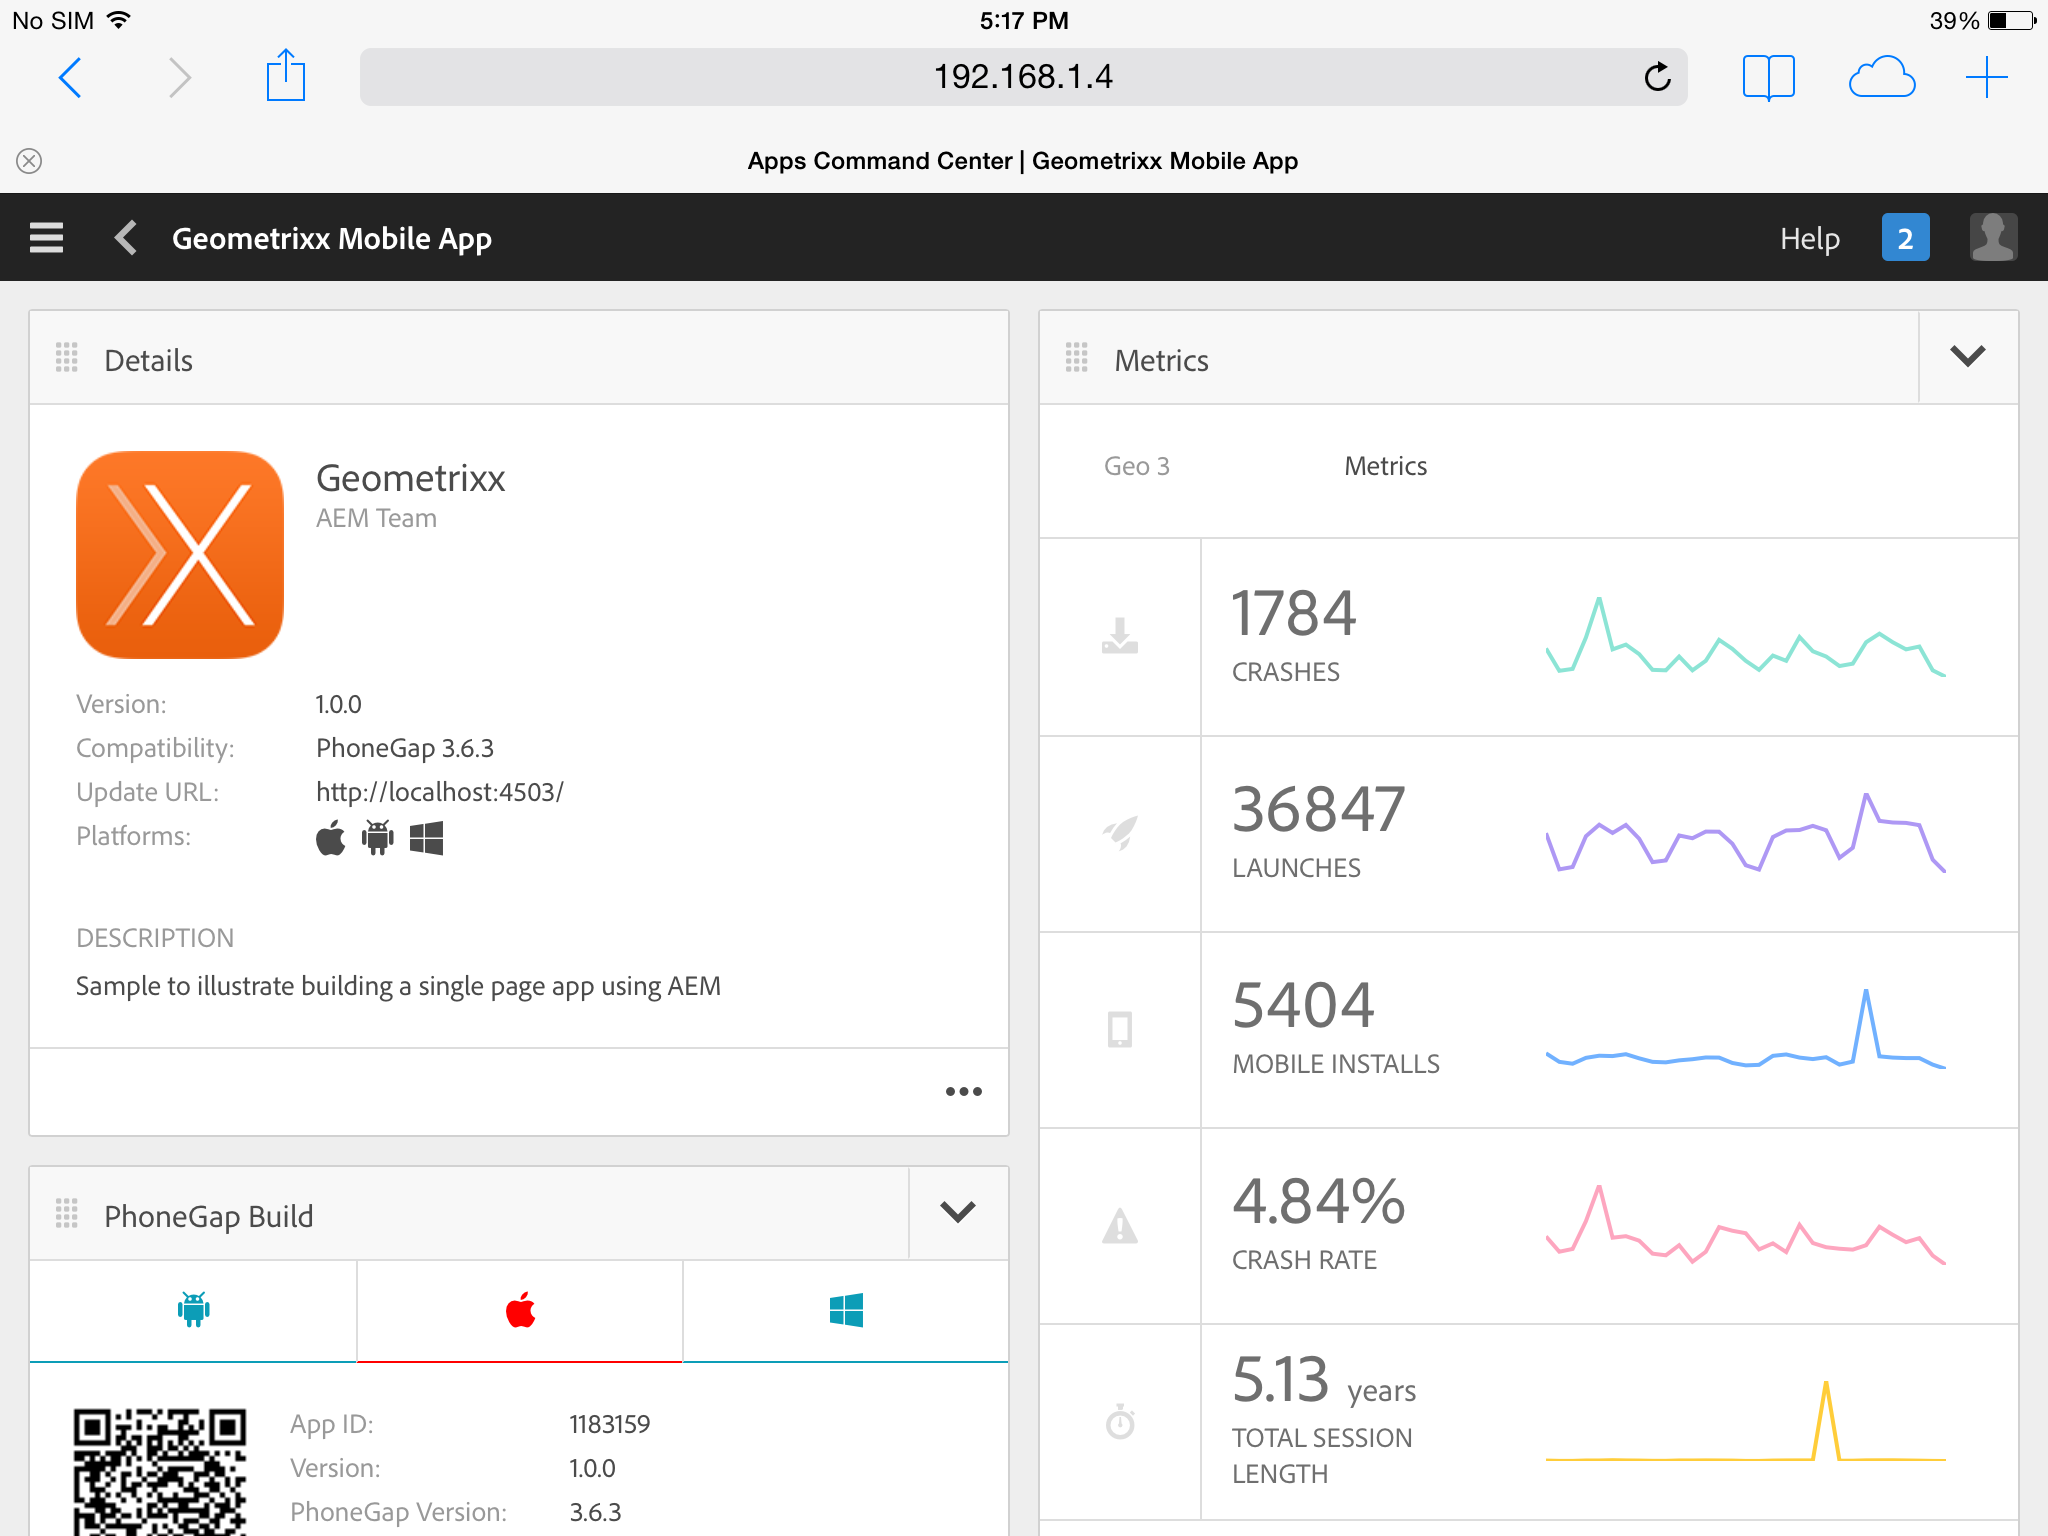 No SIM
5:17 PM
39%
192.168.1.4
Apps Command Center | Geometrixx Mobile App
Geometrixx Mobile App
Help
2
Details
Geometrixx
AEM Team
Version: 1.0.0
Compatibility: PhoneGap 3.6.3
Update URL: http://localhost:4503/
Platforms:
DESCRIPTION
Sample to illustrate building a single page app using AEM
PhoneGap Build
App ID: 1183159
Version: 1.0.0
PhoneGap Version: 3.6.3
Metrics
Geo 3 Metrics
1784
CRASHES
36847
LAUNCHES
5404
MOBILE INSTALLS
4.84%
CRASH RATE
5.13 years
TOTAL SESSION
LENGTH